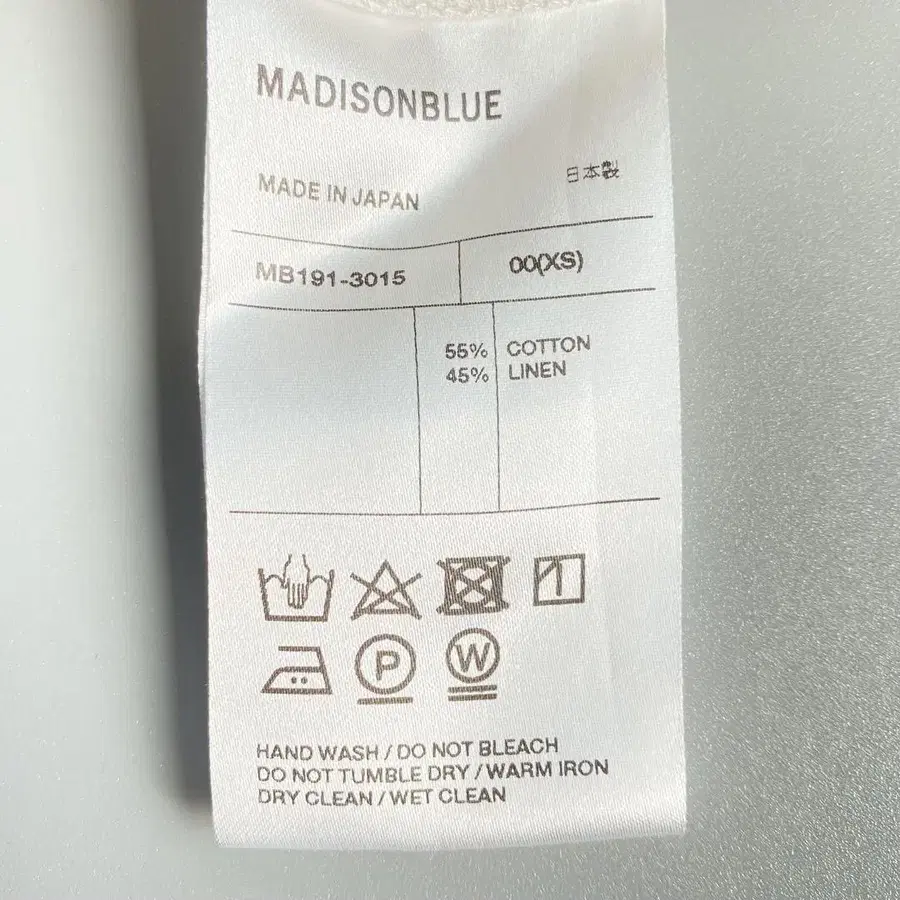 MADISONBLUE
MADE IN JAPAN 日本製
MB191-3015 00(XS)
55% COTTON
45% LINEN
P W
HAND WASH / DO NOT BLEACH
DO NOT TUMBLE DRY / WARM IRON
DRY CLEAN / WET CLEAN